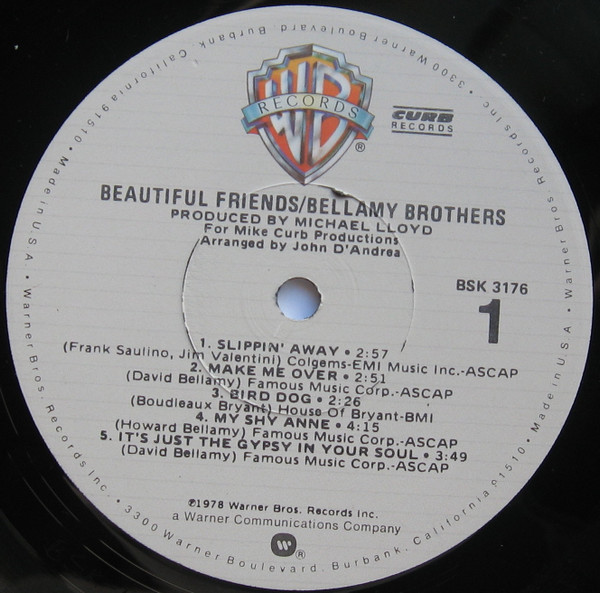 WB
RECORDS
®
CURB
RECORDS
BEAUTIFUL FRIENDS/BELLAMY BROTHERS
PRODUCED BY MICHAEL LLOYD
For Mike Curb Productions
Arranged by John D'Andrea
BSK 3176
1
1. SLIPPIN' AWAY • 2:57
(Frank Saulino, Jim Valentini) Colgems-EMI Music Inc.-ASCAP
2. MAKE ME OVER • 2:51
(David Bellamy) Famous Music Corp.-ASCAP
3. BIRD DOG • 2:26
(Boudleaux Bryant) House Of Bryant-BMI
4. MY SHY ANNE • 4:15
(Howard Bellamy) Famous Music Corp.-ASCAP
5. IT'S JUST THE GYPSY IN YOUR SOUL • 3:49
(David Bellamy) Famous Music Corp.-ASCAP
℗1978 Warner Bros. Records Inc.
a Warner Communications Company
®
Made in U.S.A. • Warner Bros. Records Inc. • 3300 Warner Boulevard, Burbank, California 91510 • Made in U.S.A. • Warner Bros. Records Inc. • 3300 Warner Boulevard, Burbank, California 91510 •